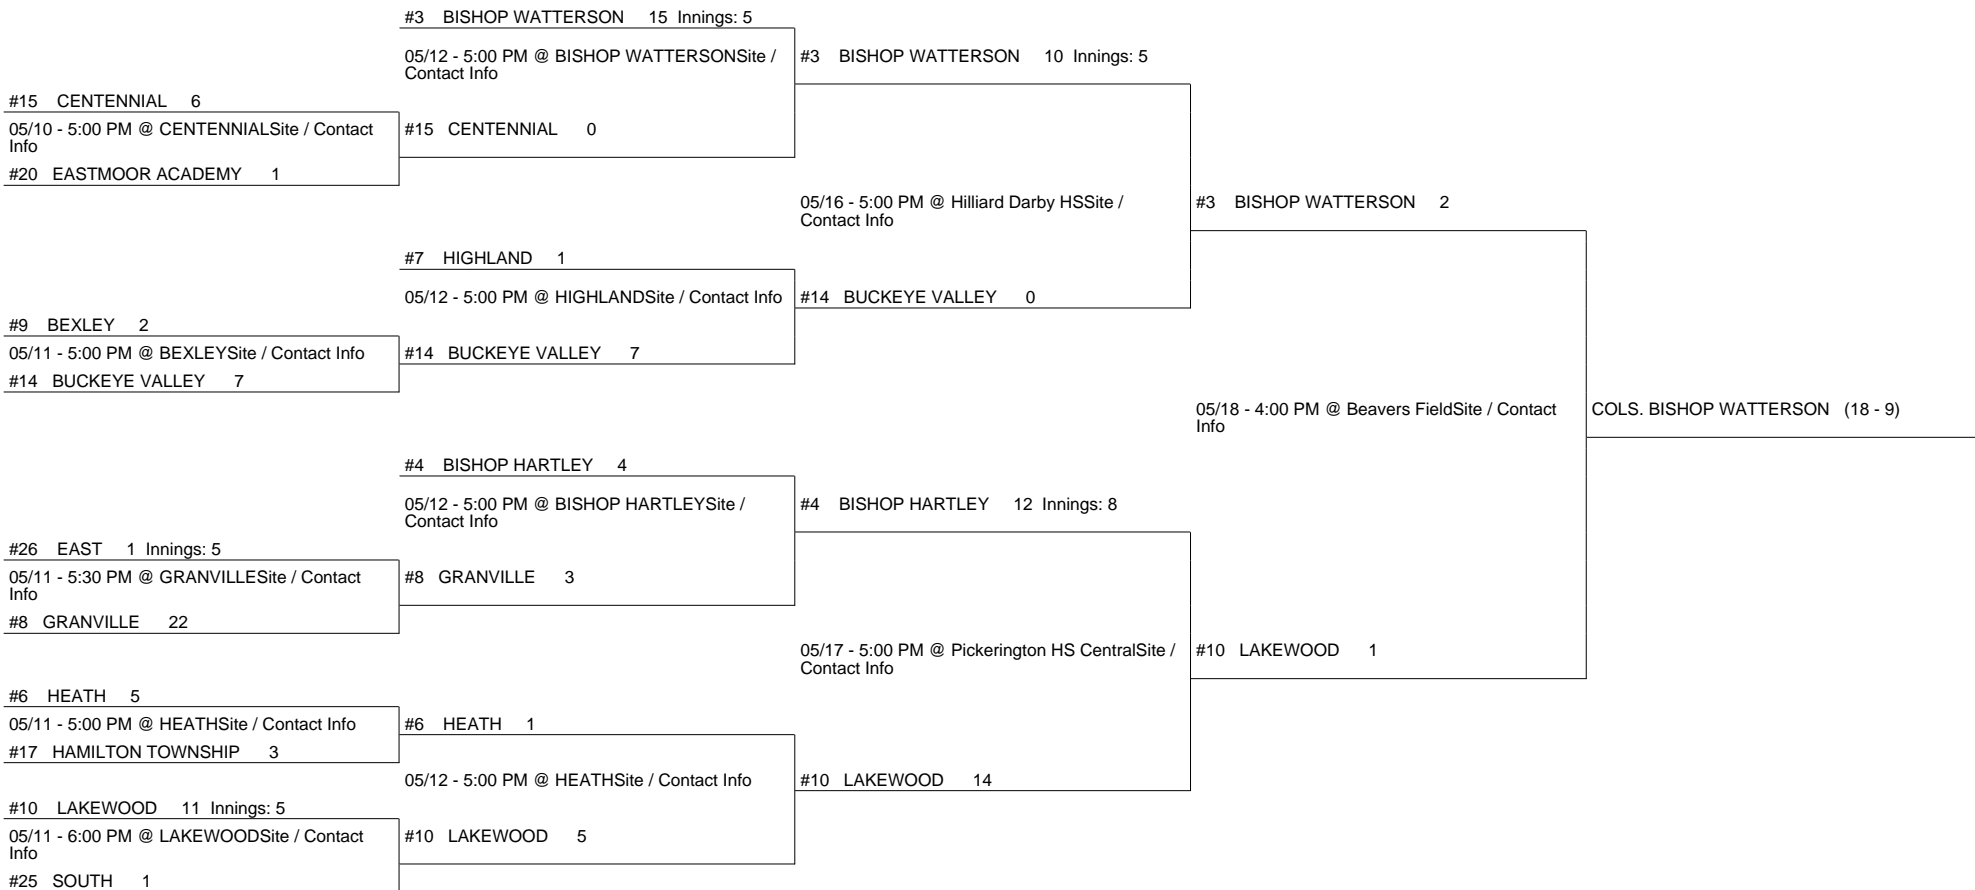 #3 BISHOP WATTERSON 15 Innings: 5
05/12 - 5:00 PM @ BISHOP WATTERSONSite /
Contact Info
#3 BISHOP WATTERSON 10 Innings: 5
#15 CENTENNIAL 6
05/10 - 5:00 PM @ CENTENNIALSite / Contact
Info
#15 CENTENNIAL 0
#20 EASTMOOR ACADEMY 1
05/16 - 5:00 PM @ Hilliard Darby HSSite /
Contact Info
#3 BISHOP WATTERSON 2
#7 HIGHLAND 1
05/12 - 5:00 PM @ HIGHLANDSite / Contact Info
#14 BUCKEYE VALLEY 0
#9 BEXLEY 2
05/11 - 5:00 PM @ BEXLEYSite / Contact Info
#14 BUCKEYE VALLEY 7
#14 BUCKEYE VALLEY 7
05/18 - 4:00 PM @ Beavers FieldSite / Contact
Info
COLS. BISHOP WATTERSON (18 - 9)
#4 BISHOP HARTLEY 4
05/12 - 5:00 PM @ BISHOP HARTLEYSite /
Contact Info
#4 BISHOP HARTLEY 12 Innings: 8
#26 EAST 1 Innings: 5
05/11 - 5:30 PM @ GRANVILLESite / Contact
Info
#8 GRANVILLE 3
#8 GRANVILLE 22
05/17 - 5:00 PM @ Pickerington HS CentralSite /
Contact Info
#10 LAKEWOOD 1
#6 HEATH 5
05/11 - 5:00 PM @ HEATHSite / Contact Info
#6 HEATH 1
#17 HAMILTON TOWNSHIP 3
05/12 - 5:00 PM @ HEATHSite / Contact Info
#10 LAKEWOOD 14
#10 LAKEWOOD 11 Innings: 5
05/11 - 6:00 PM @ LAKEWOODSite / Contact
Info
#10 LAKEWOOD 5
#25 SOUTH 1